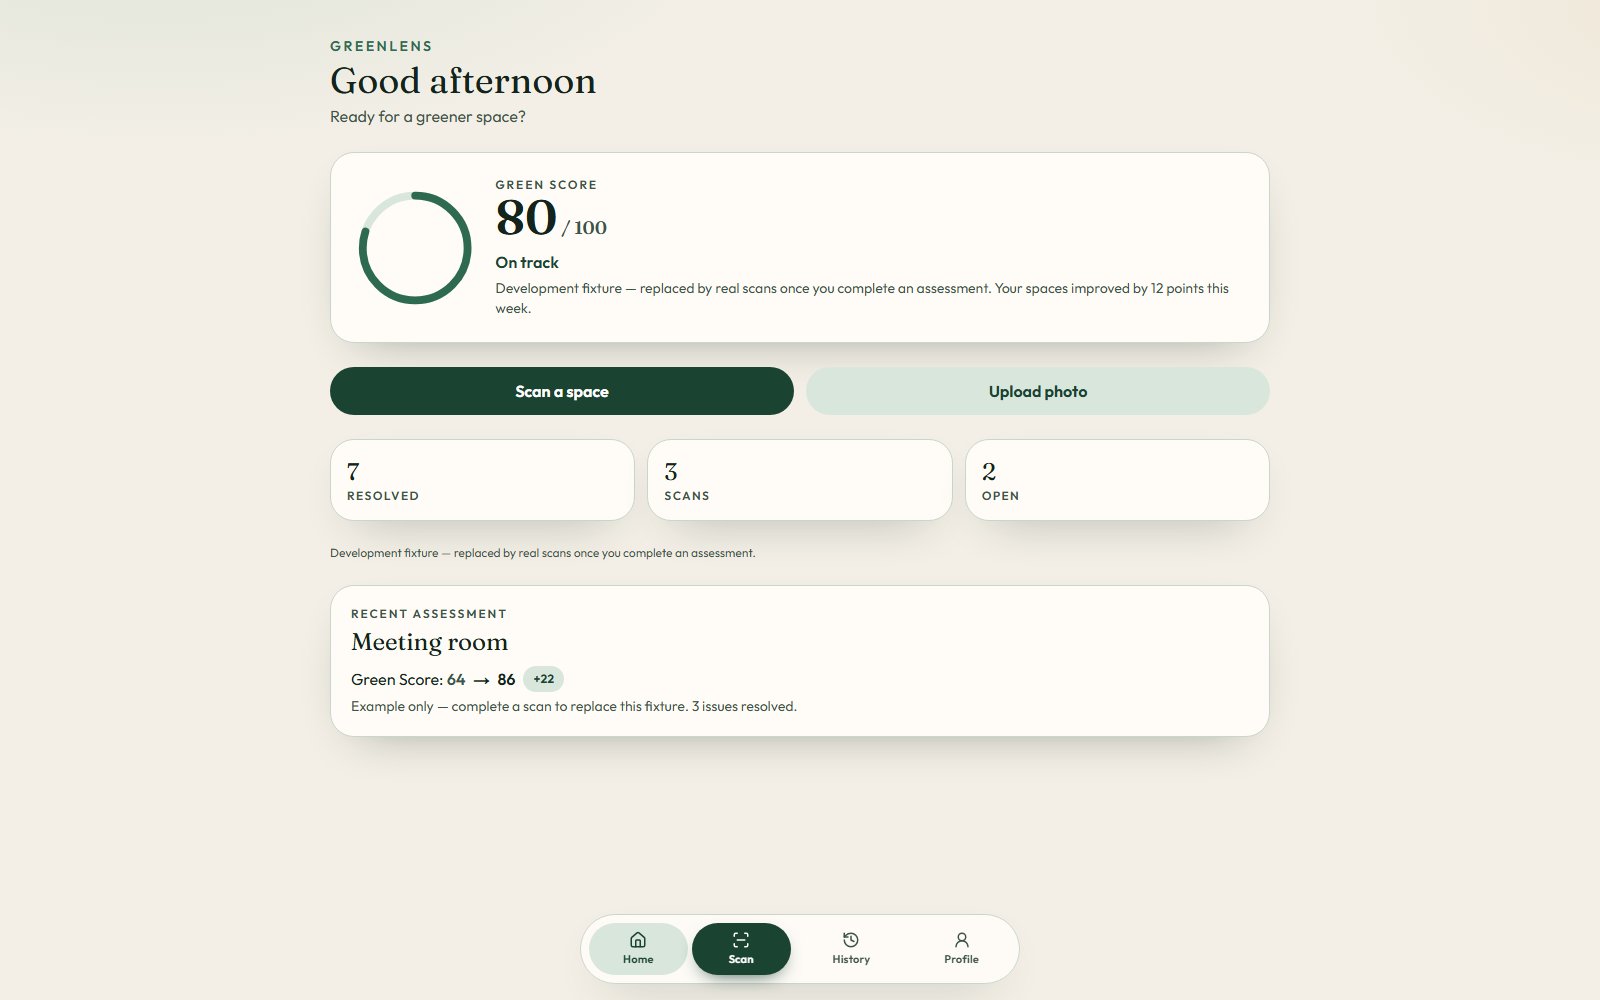 GREENLENS
Good afternoon
Ready for a greener space?
GREEN SCORE
80 / 100
On track
Development fixture — replaced by real scans once you complete an assessment. Your spaces improved by 12 points this
week.
Scan a space
Upload photo
7
RESOLVED
3
SCANS
2
OPEN
Development fixture — replaced by real scans once you complete an assessment.
RECENT ASSESSMENT
Meeting room
Green Score: 64 → 86 +22
Example only — complete a scan to replace this fixture. 3 issues resolved.
Home
Scan
History
Profile